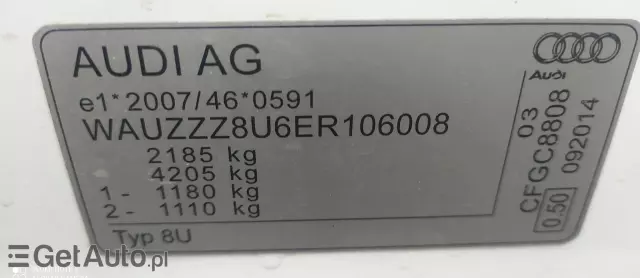 AUDI AG
e1*2007/46*0591
WAUZZZ8U6ER106008
2185 kg
4205 kg
1- 1180 kg
2- 1110 kg
Typ 8U
Audi
03
CFGC8808
092014
0.50
GetAuto.pl